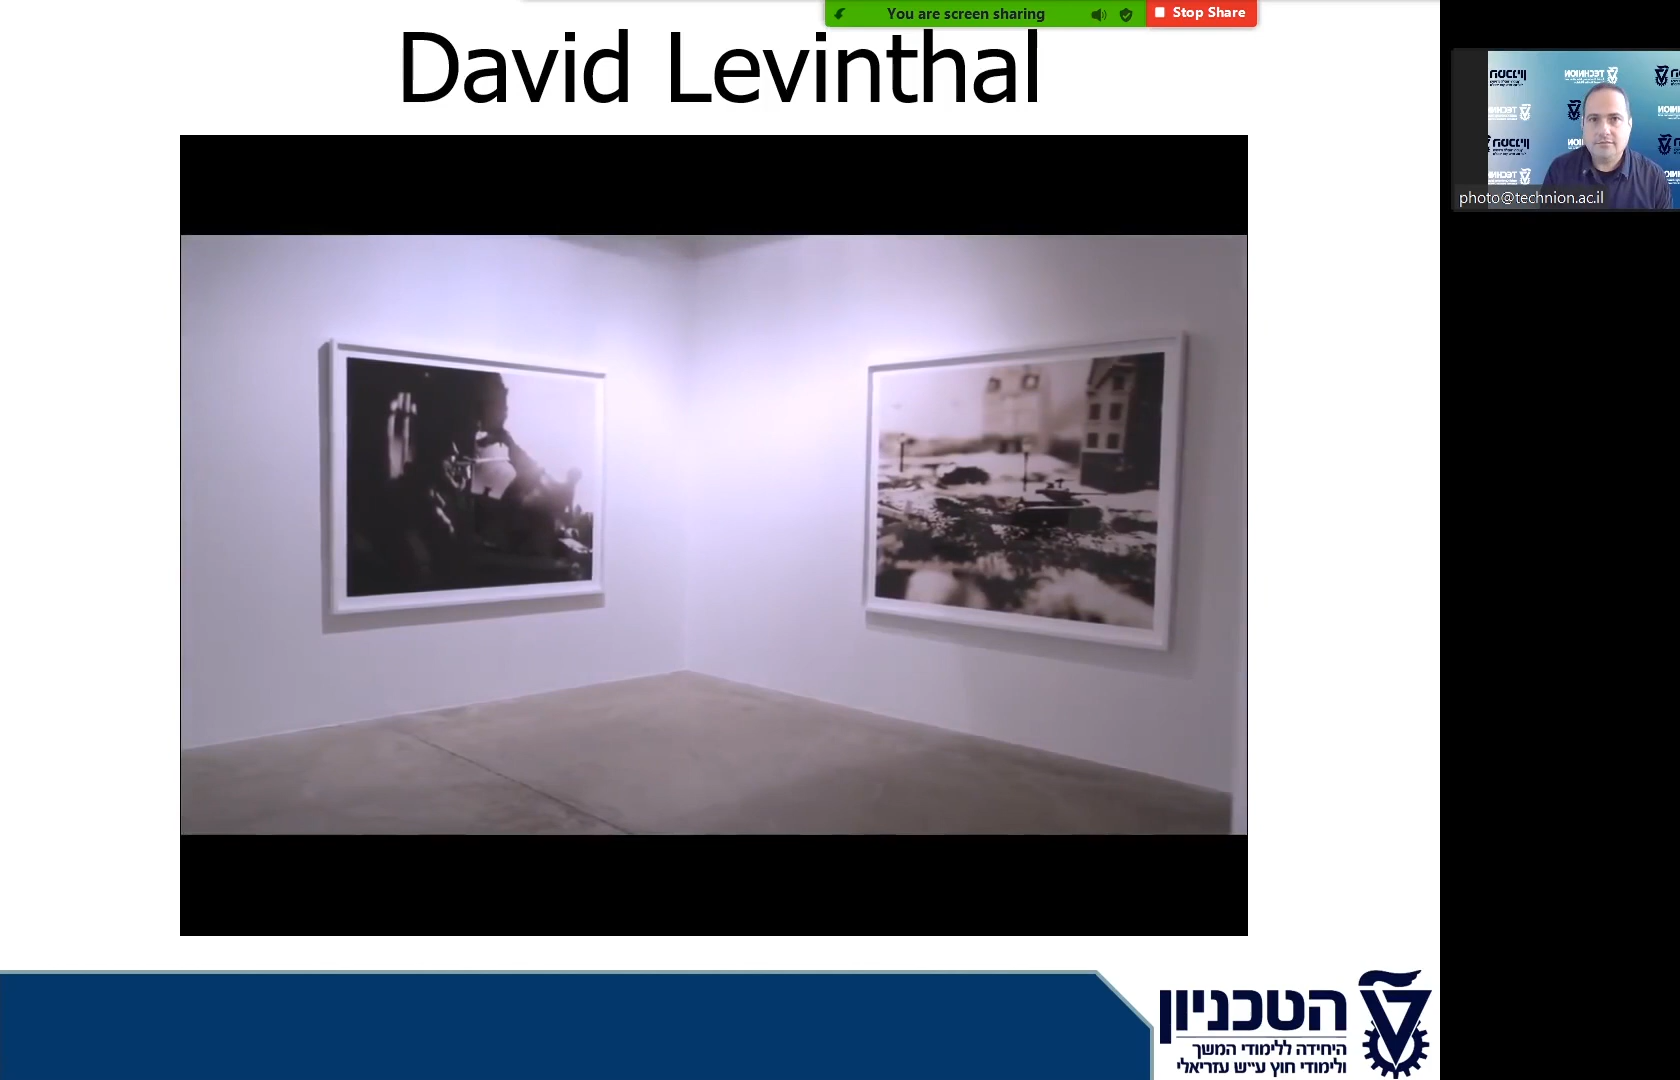 You are screen sharing
Stop Share
David Levinthal
photo@technion.ac.il
הטכניון
היחידה ללימודי המשך
ולימודי חוץ ע״ש עזריאלי